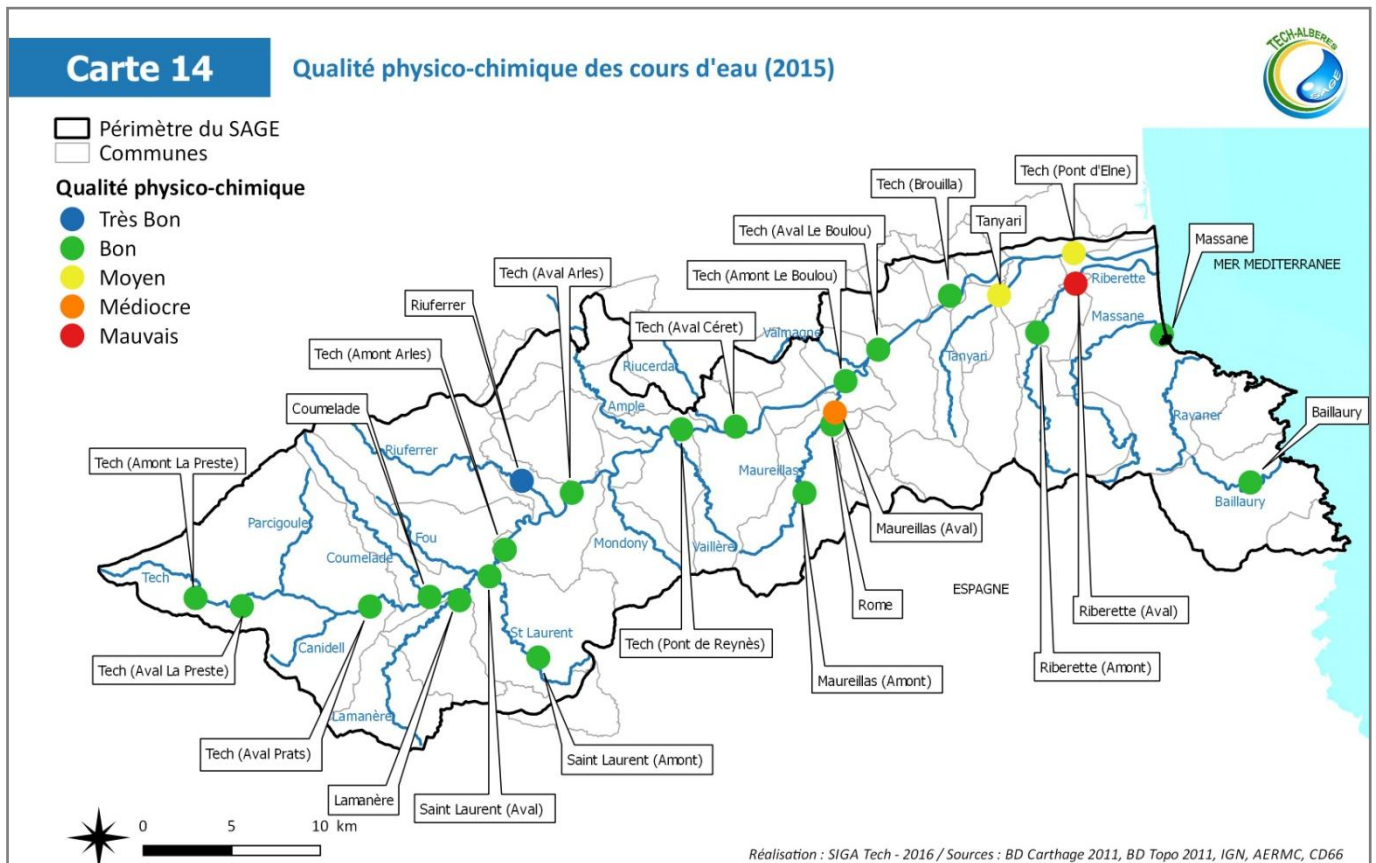 Carte 14
Qualité physico-chimique des cours d'eau (2015)
TECH-ALBERES
SAGE
Périmètre du SAGE
Communes
Qualité physico-chimique
Très Bon
Bon
Moyen
Médiocre
Mauvais
Tech (Pont d'Elne)
Tech (Brouilla)
Tanyari
Tech (Aval Le Boulou)
Massane
MER MEDITERRANEE
Tech (Aval Arles)
Tech (Amont Le Boulou)
Riberette
Riuferrer
Massane
Tech (Aval Céret)
Valmagne
Tech (Amont Arles)
Riucerda
Tanyari
Coumelade
Ample
Rayaner
Baillaury
Riuferrer
Tech (Amont La Preste)
Maureillas
Baillaury
Parcigoule
Fou
Maureillas (Aval)
Coumelade
Mondony
Vaillère
Tech
ESPAGNE
Rome
Riberette (Aval)
St Laurent
Canidell
Tech (Pont de Reynès)
Tech (Aval La Preste)
Riberette (Amont)
Maureillas (Amont)
Lamanère
Tech (Aval Prats)
Saint Laurent (Amont)
Lamanère
Saint Laurent (Aval)
0 5 10 km
Réalisation : SIGA Tech - 2016 / Sources : BD Carthage 2011, BD Topo 2011, IGN, AERMC, CD66